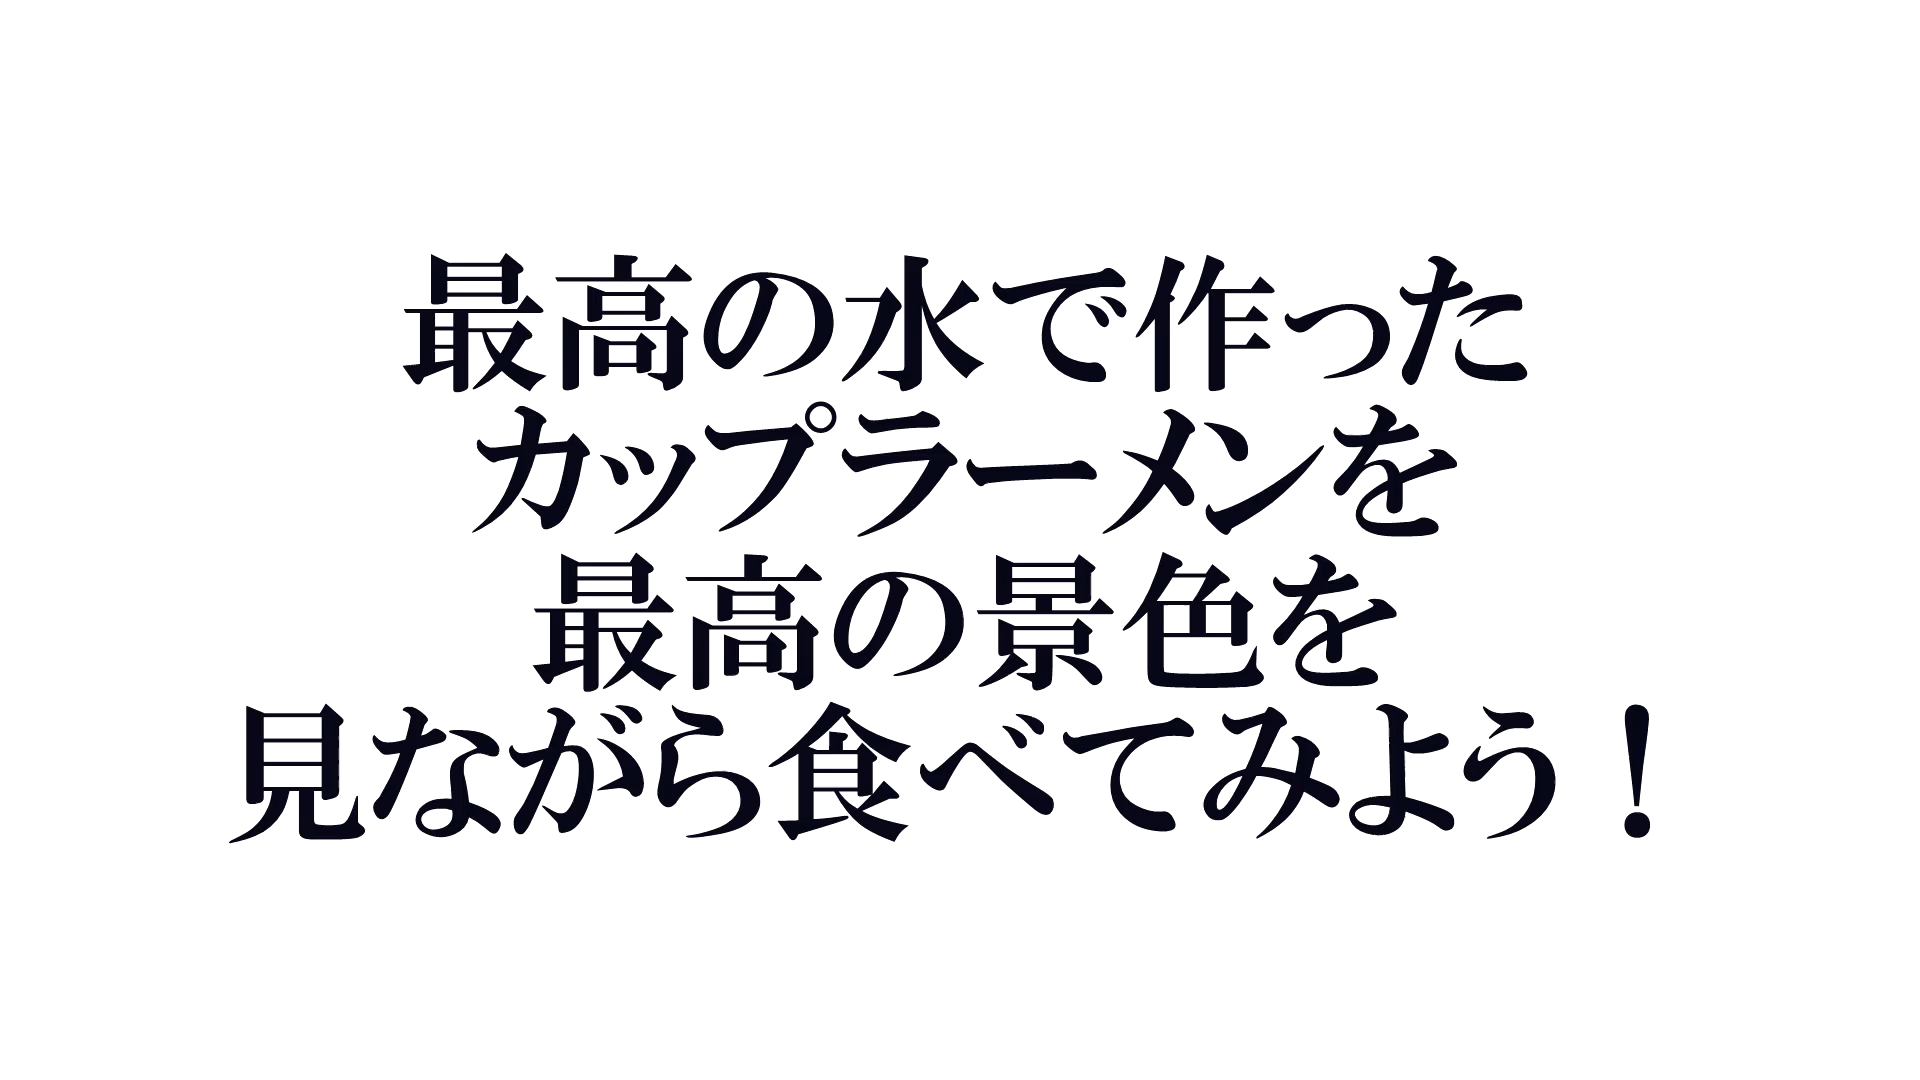 最高の水で作った
カップラーメンを
最高の景色を
見ながら食べてみよう！